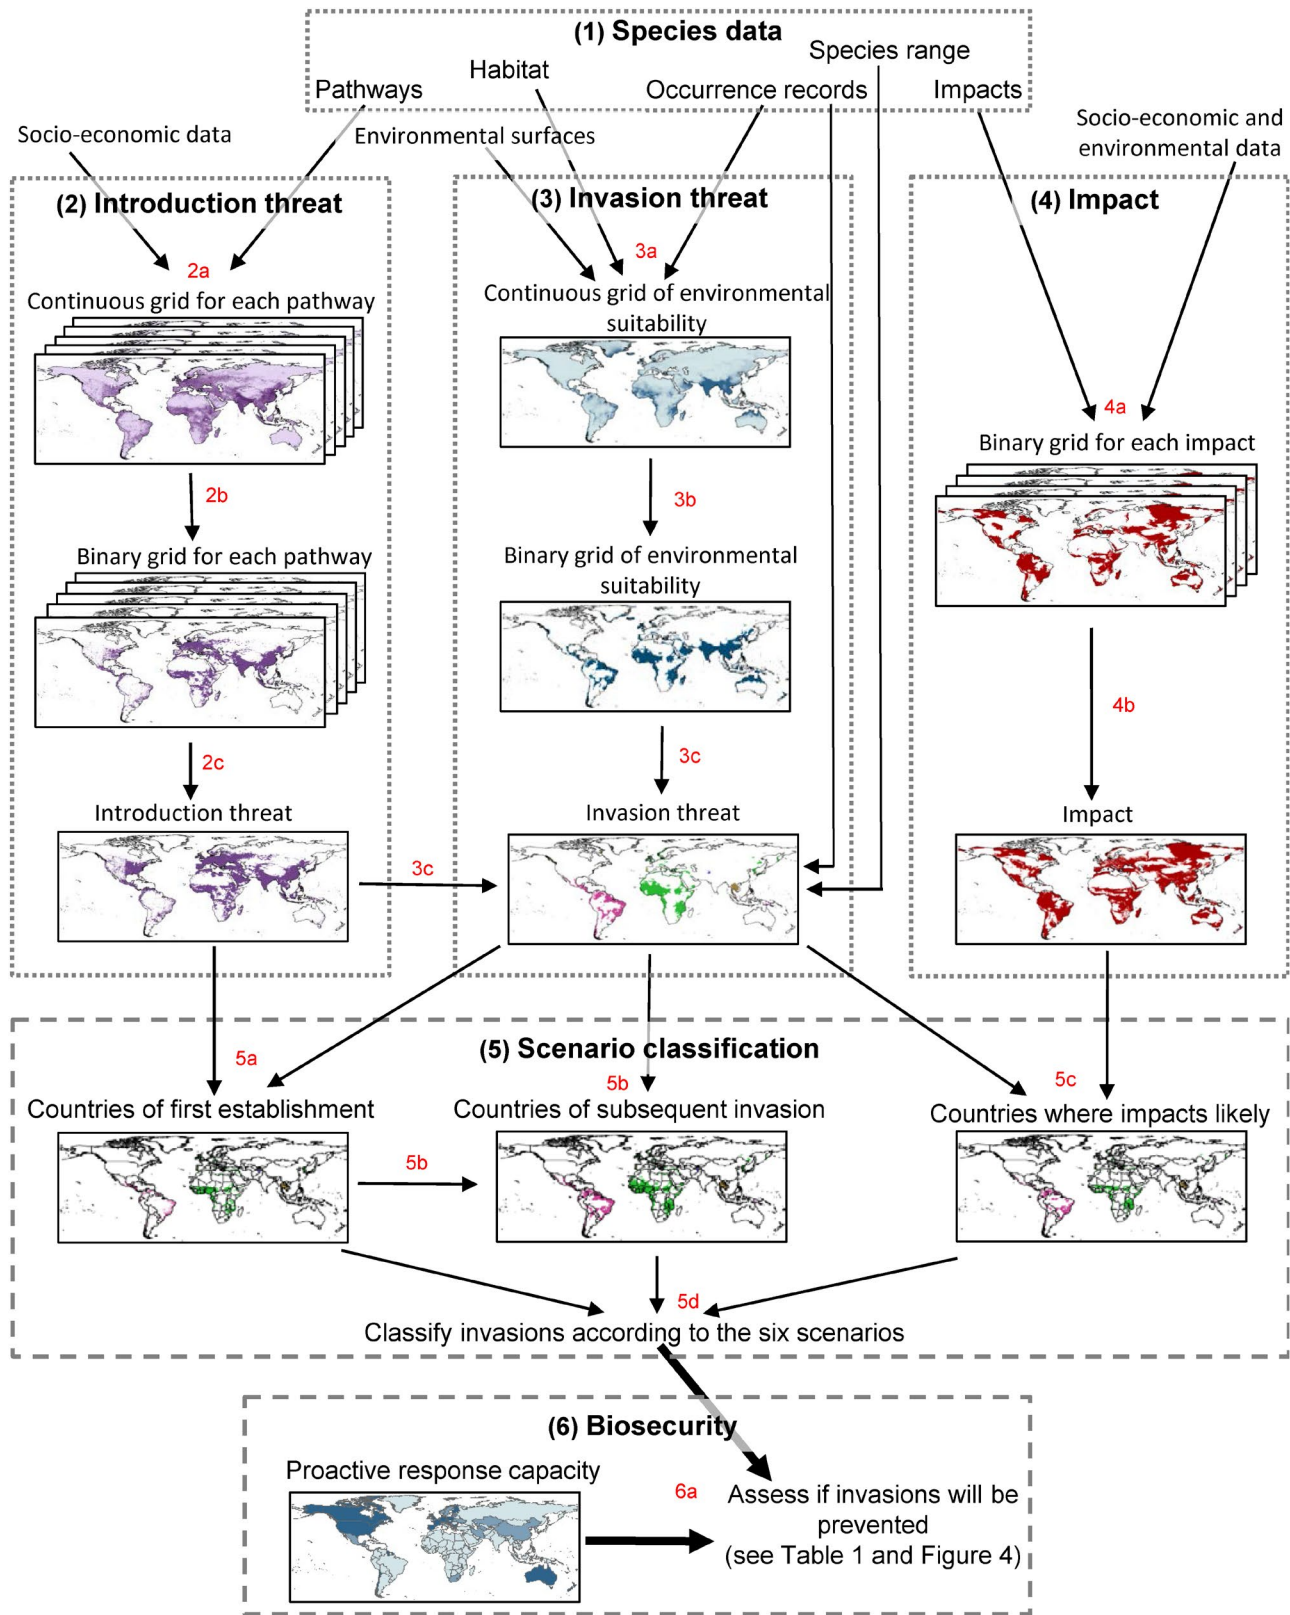 (1) Species data
Species range
Habitat
Pathways
Occurrence records
Impacts
Socio-economic data
Environmental surfaces
Socio-economic and
environmental data
(2) Introduction threat
2a
Continuous grid for each pathway
2b
Binary grid for each pathway
2c
Introduction threat
3c
(3) Invasion threat
3a
Continuous grid of environmental
suitability
3b
Binary grid of environmental
suitability
3c
Invasion threat
(4) Impact
4a
Binary grid for each impact
4b
Impact
(5) Scenario classification
5a
Countries of first establishment
5b
5b
Countries of subsequent invasion
5c
Countries where impacts likely
5d
Classify invasions according to the six scenarios
(6) Biosecurity
Proactive response capacity
6a
Assess if invasions will be
prevented
(see Table 1 and Figure 4)